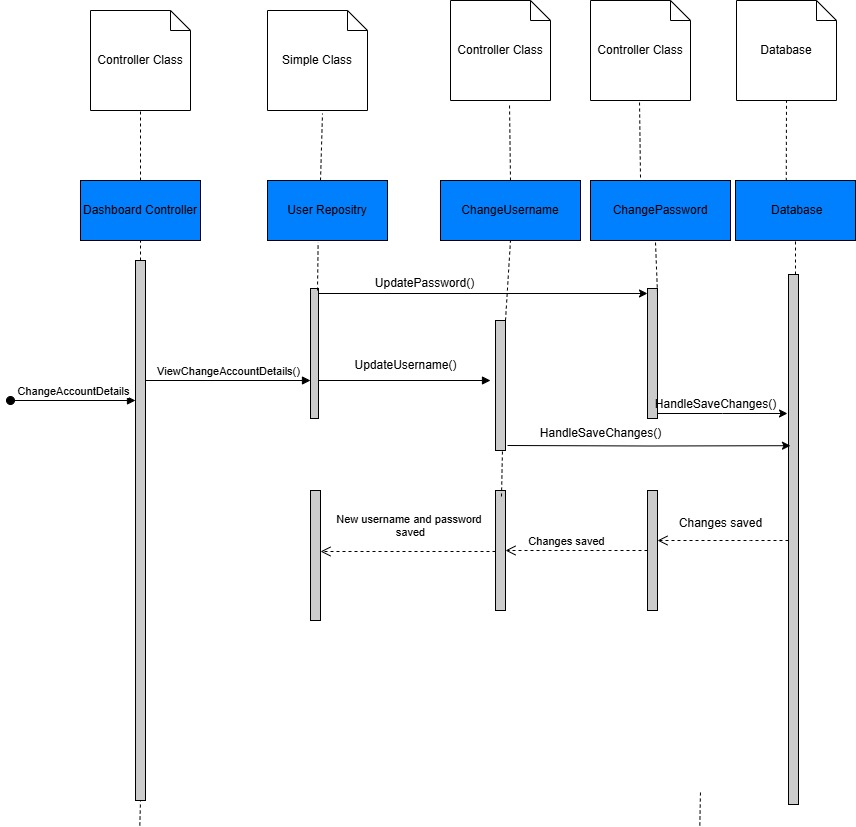 Controller Class
Simple Class
Controller Class
Controller Class
Database
Dashboard Controller
User Repositry
ChangeUsername
ChangePassword
Database
UpdatePassword()
ViewChangeAccountDetails()
UpdateUsername()
ChangeAccountDetails
HandleSaveChanges()
HandleSaveChanges()
New username and password
saved
Changes saved
Changes saved